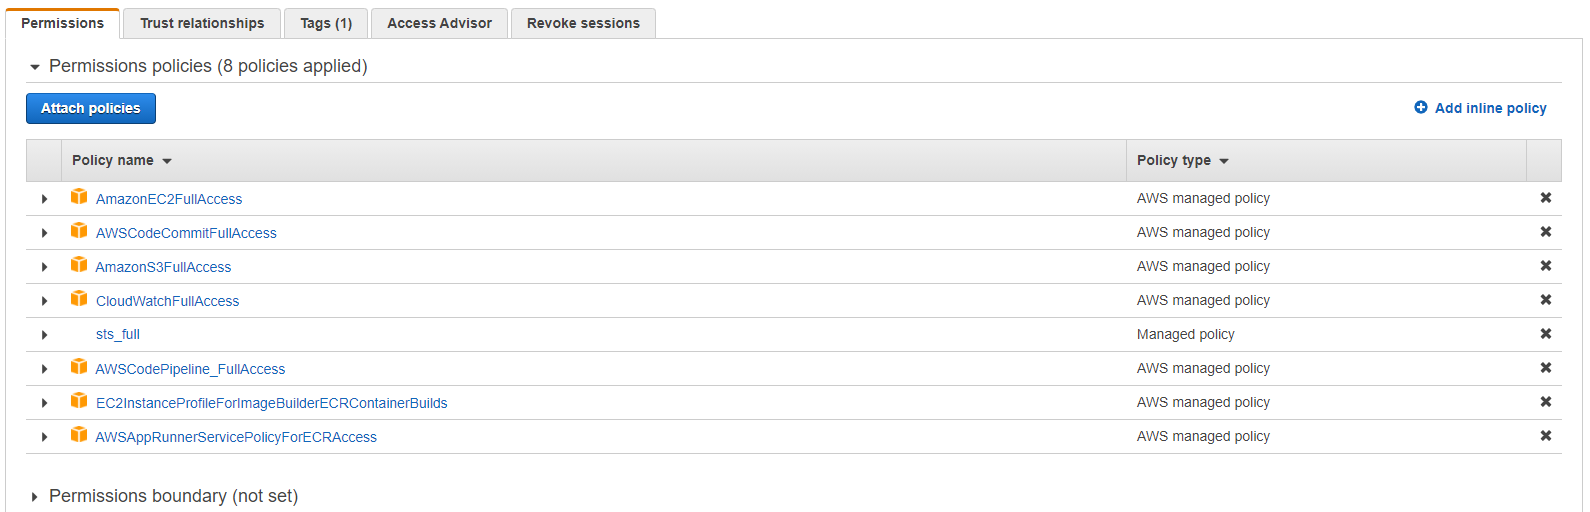 Permissions Trust relationships Tags (1) Access Advisor Revoke sessions
Permissions policies (8 policies applied)
Attach policies Add inline policy
Policy name Policy type
AmazonEC2FullAccess AWS managed policy
AWSCodeCommitFullAccess AWS managed policy
AmazonS3FullAccess AWS managed policy
CloudWatchFullAccess AWS managed policy
sts_full Managed policy
AWSCodePipeline_FullAccess AWS managed policy
EC2InstanceProfileForImageBuilderECRContainerBuilds AWS managed policy
AWSAppRunnerServicePolicyForECRAccess AWS managed policy
Permissions boundary (not set)